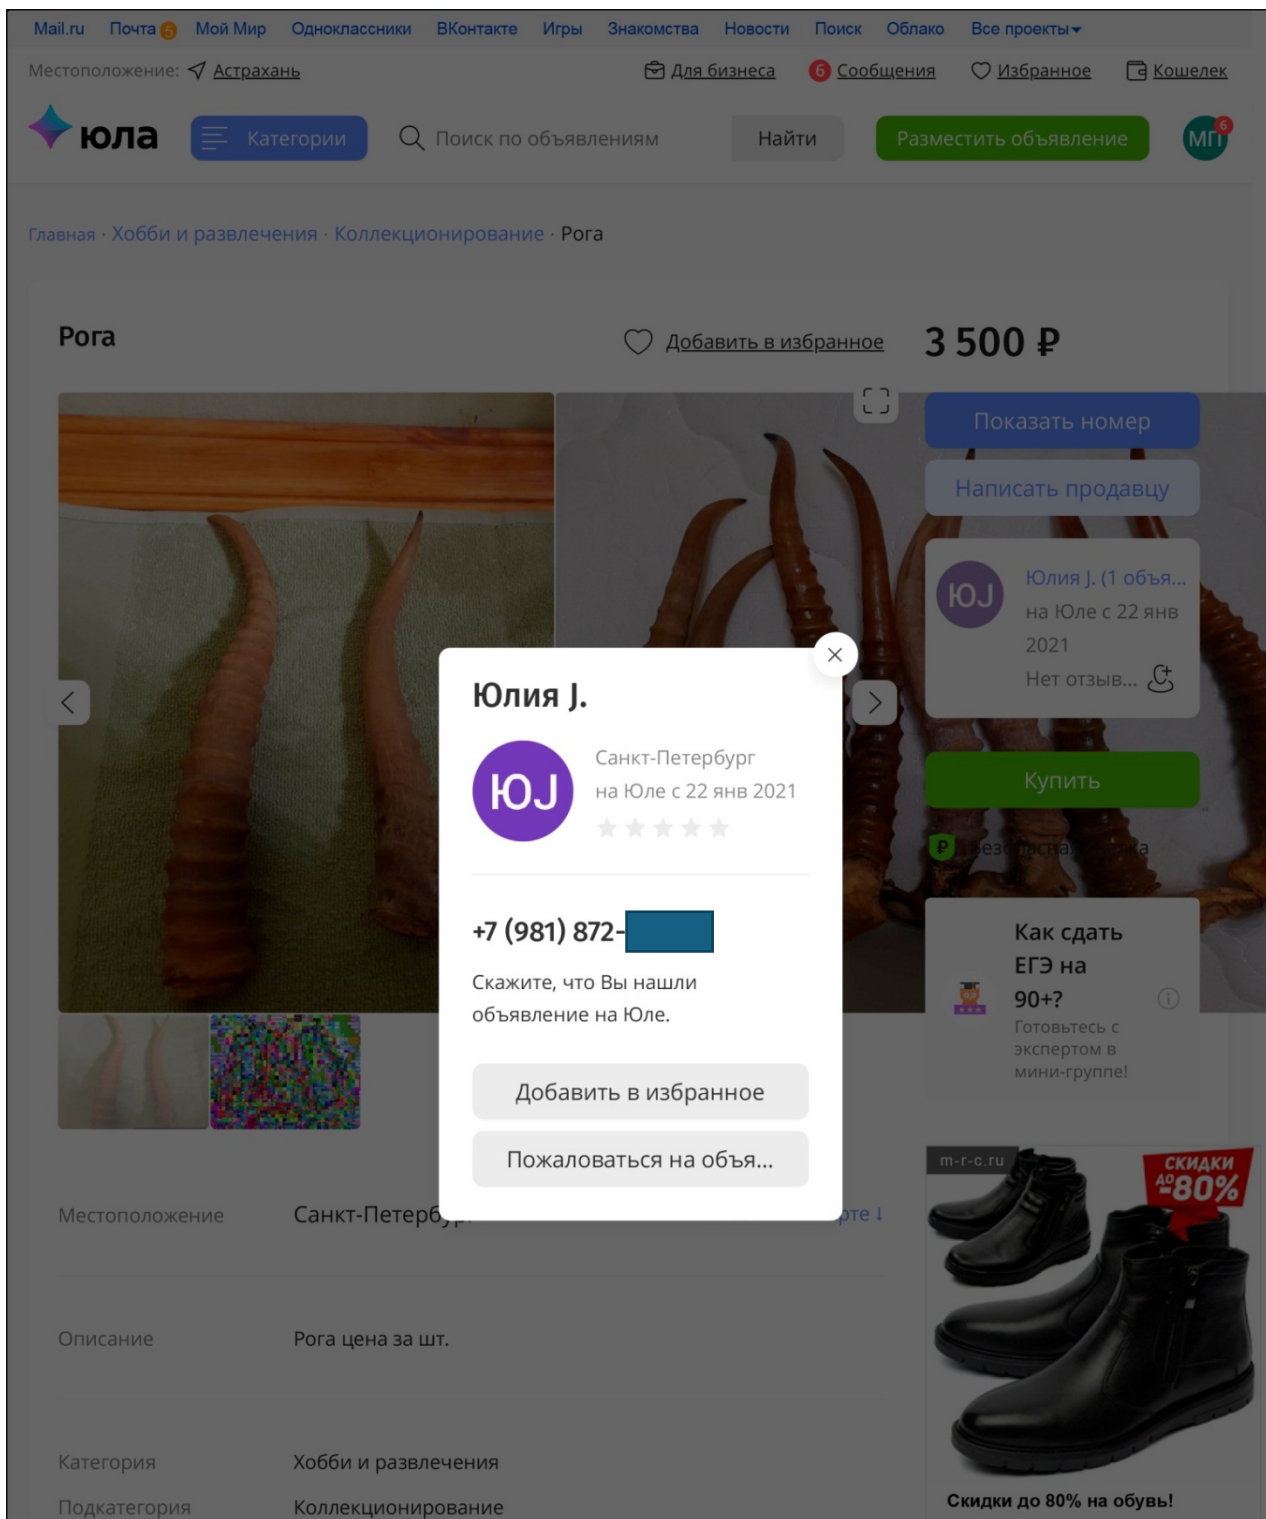 Mail.ru Почта 5 Мой Мир Одноклассники ВКонтакте Игры Знакомства Новости Поиск Облако Все проекты
Местоположение: Астрахань Для бизнеса 6 Сообщения Избранное Кошелек
юла Категории Поиск по объявлениям Найти Разместить объявление МП 6
Главная · Хобби и развлечения · Коллекционирование · Рога
Рога Добавить в избранное 3 500 ₽
Показать номер
Написать продавцу
ЮJ Юлия J. (1 объя...
на Юле с 22 янв
2021
Нет отзыв...
Купить
Юлия J.
ЮJ
Санкт-Петербург
на Юле с 22 янв 2021
+7 (981) 872-
Скажите, что Вы нашли
объявление на Юле.
Добавить в избранное
Пожаловаться на объя...
Как сдать
ЕГЭ на
90+?
Готовьтесь с
экспертом в
мини-группе!
Местоположение Санкт-Петербург
Описание Рога цена за шт.
Категория Хобби и развлечения
Подкатегория Коллекционирование
m-r-c.ru
СКИДКИ
ДО -80%
Скидки до 80% на обувь!